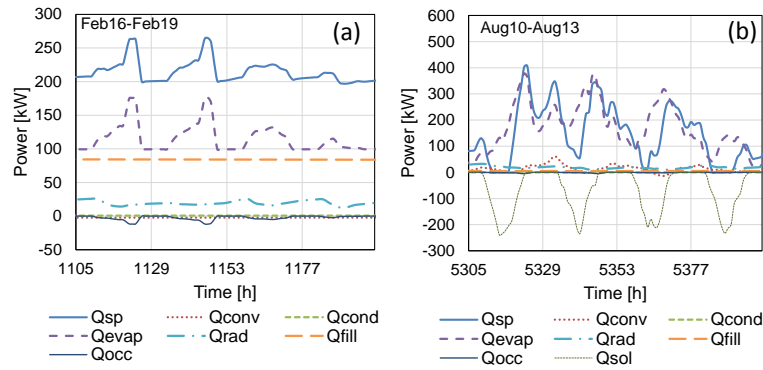 Feb16-Feb19
(a)
Power [kW]
300
250
200
150
100
50
0
-50
1105 1129 1153 1177
Time [h]
Qsp Qconv Qcond
Qevap Qrad Qfill
Qocc
Aug10-Aug13
(b)
Power [kW]
600
500
400
300
200
100
0
-100
-200
-300
5305 5329 5353 5377
Time [h]
Qsp Qconv Qcond
Qevap Qrad Qfill
Qocc Qsol